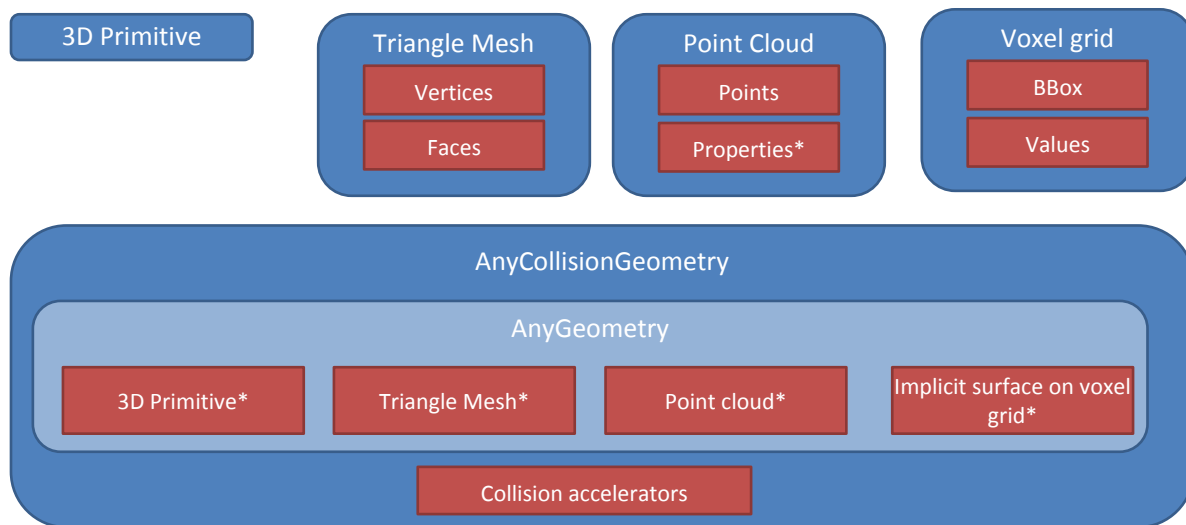 3D Primitive
Triangle Mesh
Vertices
Faces
Point Cloud
Points
Properties*
Voxel grid
BBox
Values
AnyCollisionGeometry
AnyGeometry
3D Primitive*
Triangle Mesh*
Point cloud*
Implicit surface on voxel
grid*
Collision accelerators